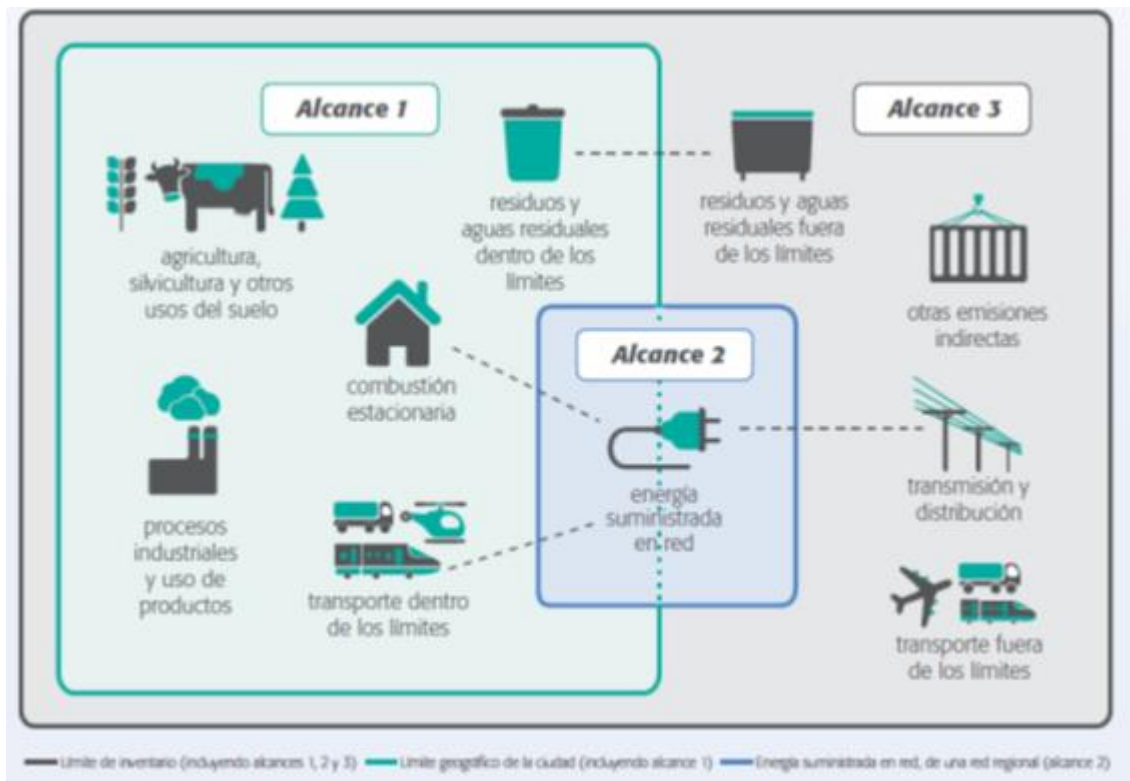 Alcance 1
Alcance 3
residuos y
aguas residuales
dentro de los
límites
residuos y aguas
residuales fuera
de los límites
agricultura,
silvicultura y otros
usos del suelo
otras emisiones
indirectas
Alcance 2
combustión
estacionaria
energía
suministrada
en red
transmisión y
distribución
procesos
industriales
y uso de
productos
transporte dentro
de los límites
transporte fuera
de los límites
Límite de inventario (incluyendo alcances 1, 2 y 3)
Límite geográfico de la ciudad (incluyendo alcance 1)
Energía suministrada en red, de una red regional (alcance 2)